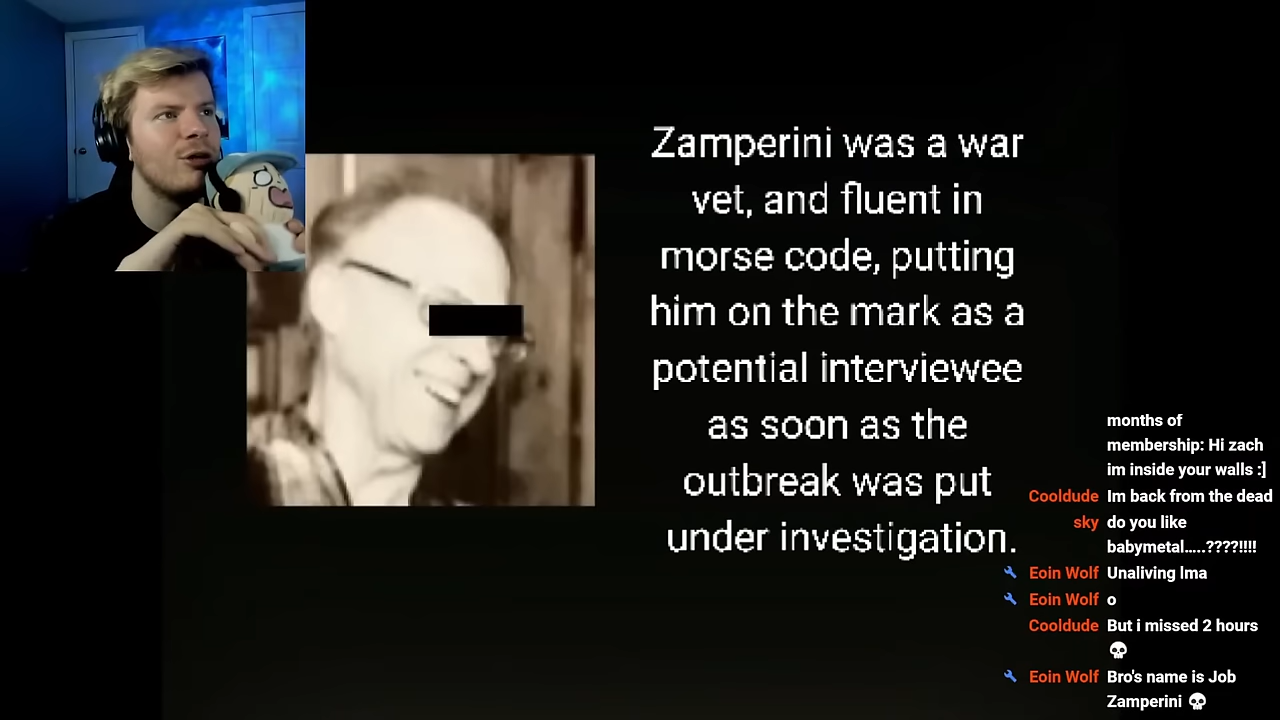 Zamperini was a war
vet, and fluent in
morse code, putting
him on the mark as a
potential interviewee
as soon as the
outbreak was put
under investigation.
months of
membership: Hi zach
im inside your walls :]
Cooldude Im back from the dead
sky do you like
babymetal.....????!!!!
Eoin Wolf Unaliving lma
Eoin Wolf o
Cooldude But i missed 2 hours
💀
Eoin Wolf Bro's name is Job
Zamperini 💀